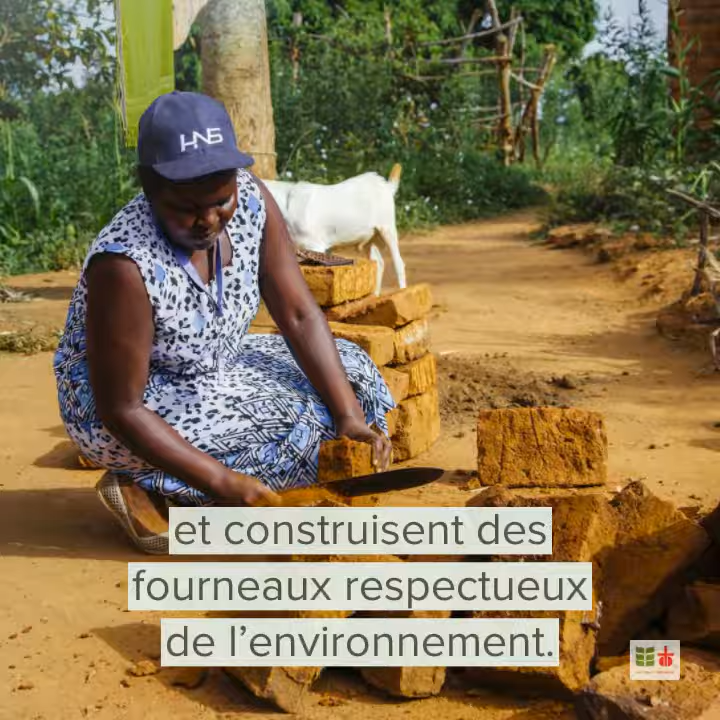 HNS
et construisent des
fourneaux respectueux
de l’environnement.